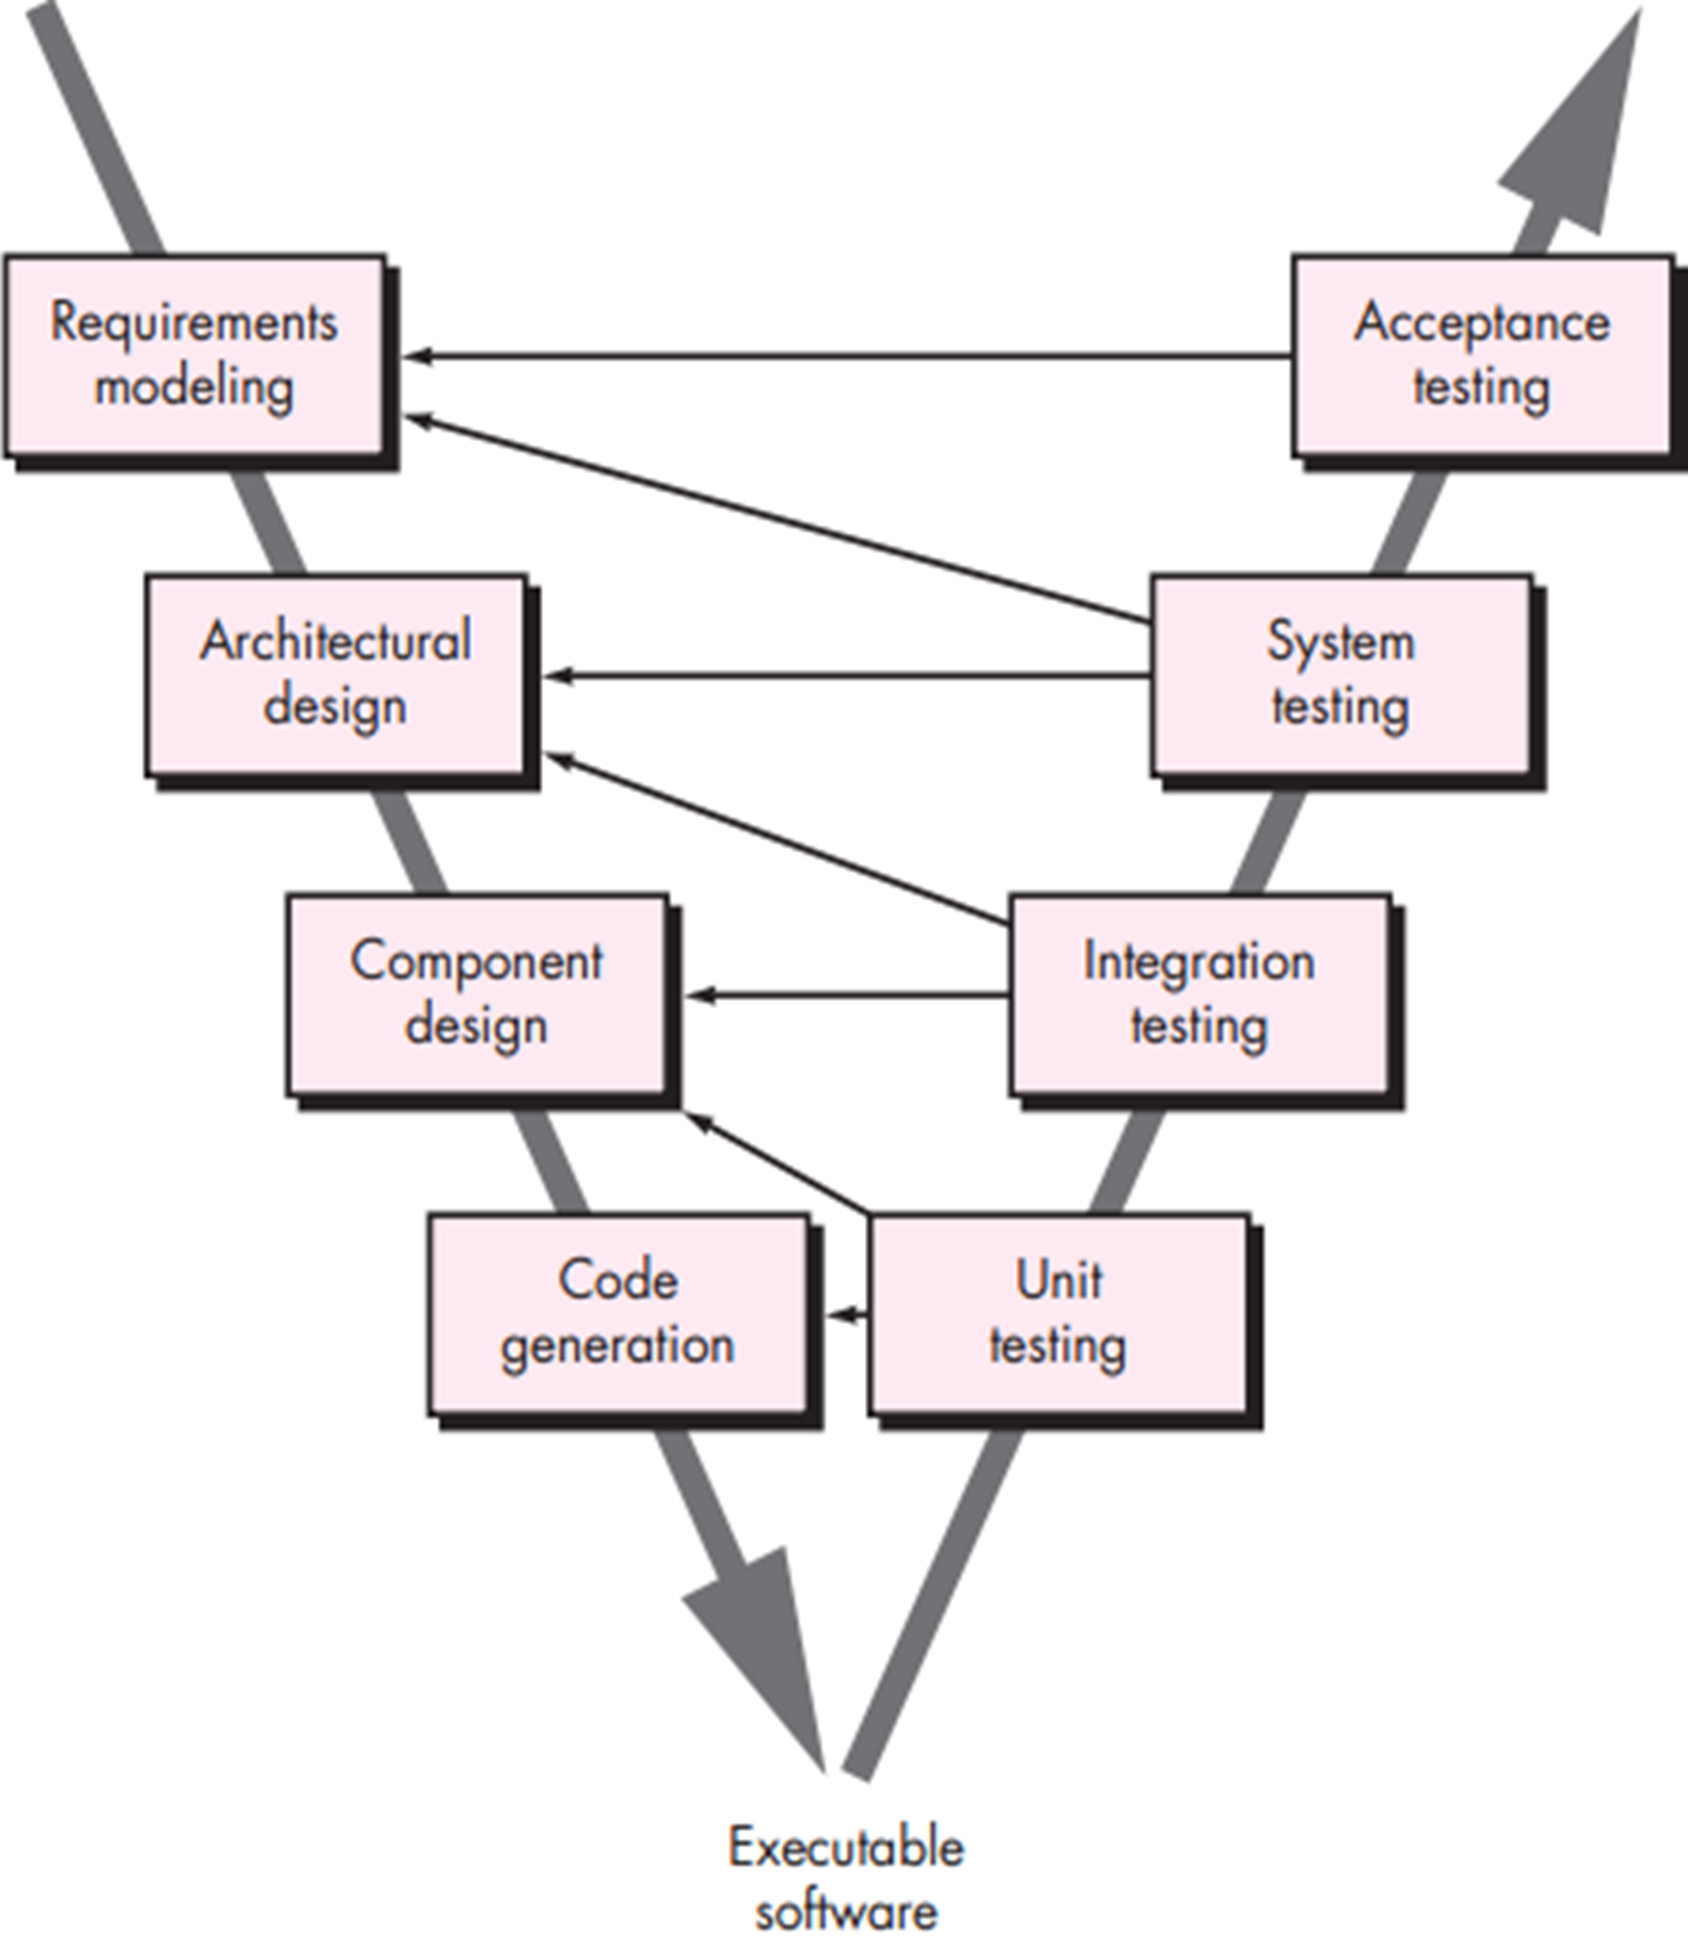 Requirements
modeling
Acceptance
testing
Architectural
design
System
testing
Component
design
Integration
testing
Code
generation
Unit
testing
Executable
software